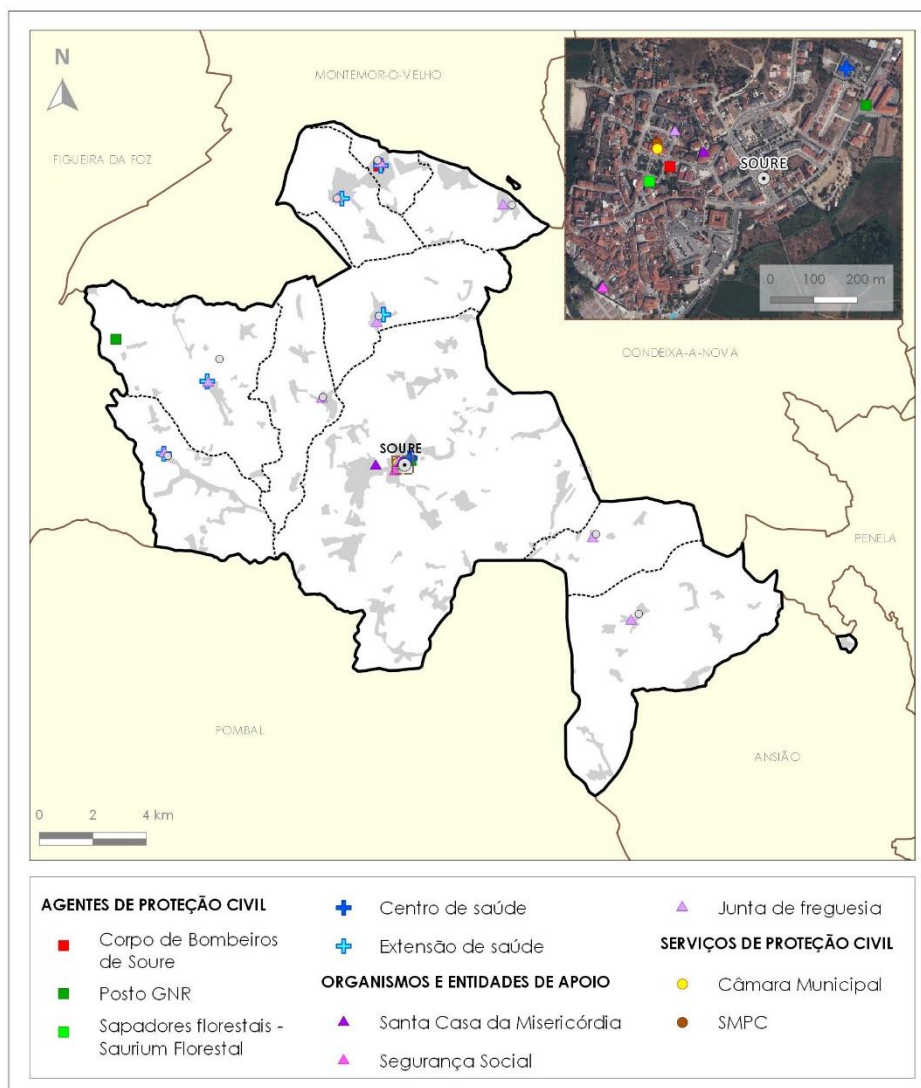 N
MONTEMOR-O-VELHO
FIGUEIRA DA FOZ
SOURE
0 100 200 m
CONDEIXA-A-NOVA
SOURE
PENELA
POMBAL
ANSIÃO
0 2 4 km
AGENTES DE PROTEÇÃO CIVIL
Corpo de Bombeiros
de Soure
Posto GNR
Sapadores florestais -
Saurium Florestal
Centro de saúde
Extensão de saúde
ORGANISMOS E ENTIDADES DE APOIO
Santa Casa da Misericórdia
Segurança Social
Junta de freguesia
SERVIÇOS DE PROTEÇÃO CIVIL
Câmara Municipal
SMPC